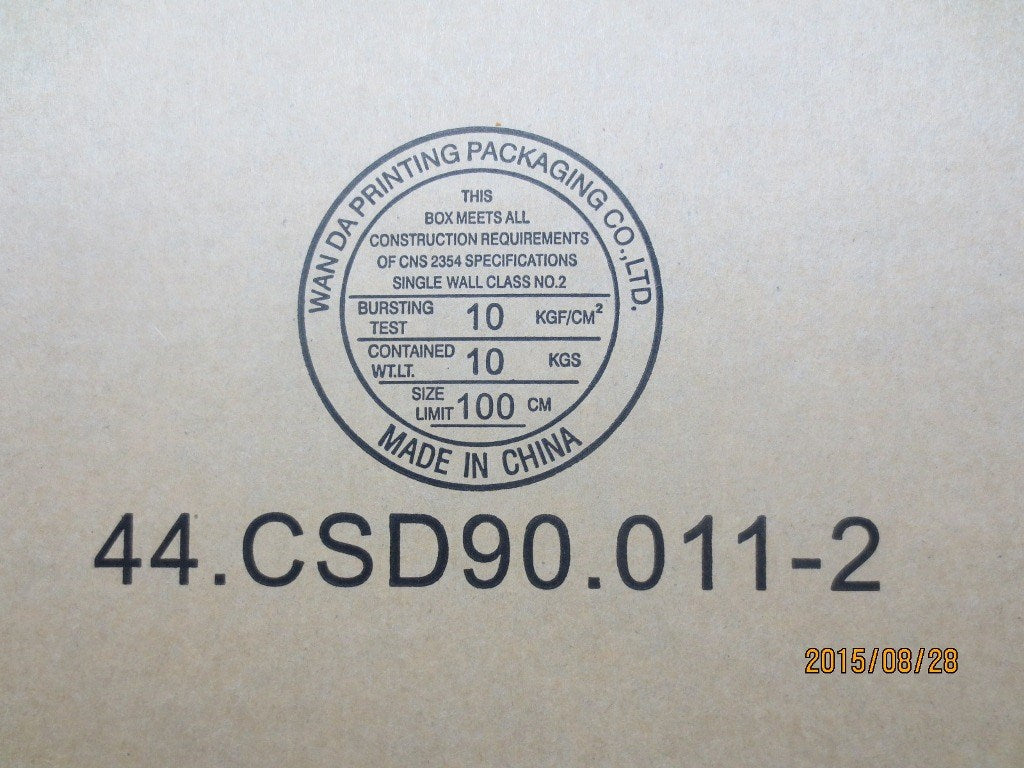 WAN DA PRINTING PACKAGING CO.,LTD.
THIS
BOX MEETS ALL
CONSTRUCTION REQUIREMENTS
OF CNS 2354 SPECIFICATIONS
SINGLE WALL CLASS NO.2
BURSTING TEST 10 KGF/CM²
CONTAINED WT.LT. 10 KGS
SIZE LIMIT 100 CM
MADE IN CHINA
44.CSD90.011-2
2015/08/28